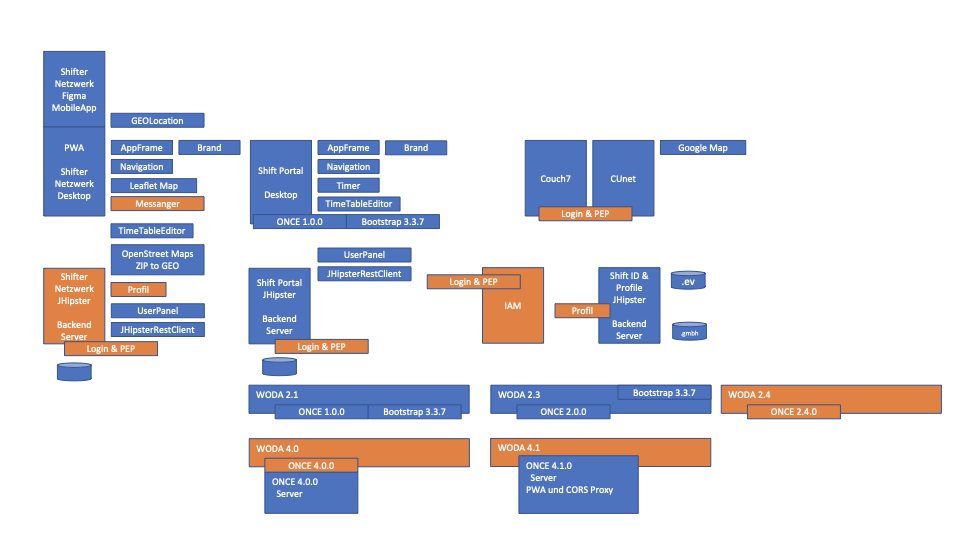 Shifter
Netzwerk
Figma
MobileApp
GEOLocation
PWA
Shifter
Netzwerk
Desktop
AppFrame
Brand
Navigation
Leaflet Map
Messanger
TimeTableEditor
OpenStreet Maps
ZIP to GEO
Shifter
Netzwerk
JHipster
Backend
Server
Profil
UserPanel
JHipsterRestClient
Login & PEP
Shift Portal
Desktop
AppFrame
Brand
Navigation
Timer
TimeTableEditor
ONCE 1.0.0
Bootstrap 3.3.7
UserPanel
JHipsterRestClient
Shift Portal
JHipster
Backend
Server
Login & PEP
Couch7
CUnet
Google Map
Login & PEP
Login & PEP
IAM
Profil
Shift ID &
Profile
JHipster
Backend
Server
.ev
.gmbh
WODA 2.1
ONCE 1.0.0
Bootstrap 3.3.7
WODA 2.3
Bootstrap 3.3.7
ONCE 2.0.0
WODA 2.4
ONCE 2.4.0
WODA 4.0
ONCE 4.0.0
ONCE 4.0.0
Server
WODA 4.1
ONCE 4.1.0
Server
PWA und CORS Proxy